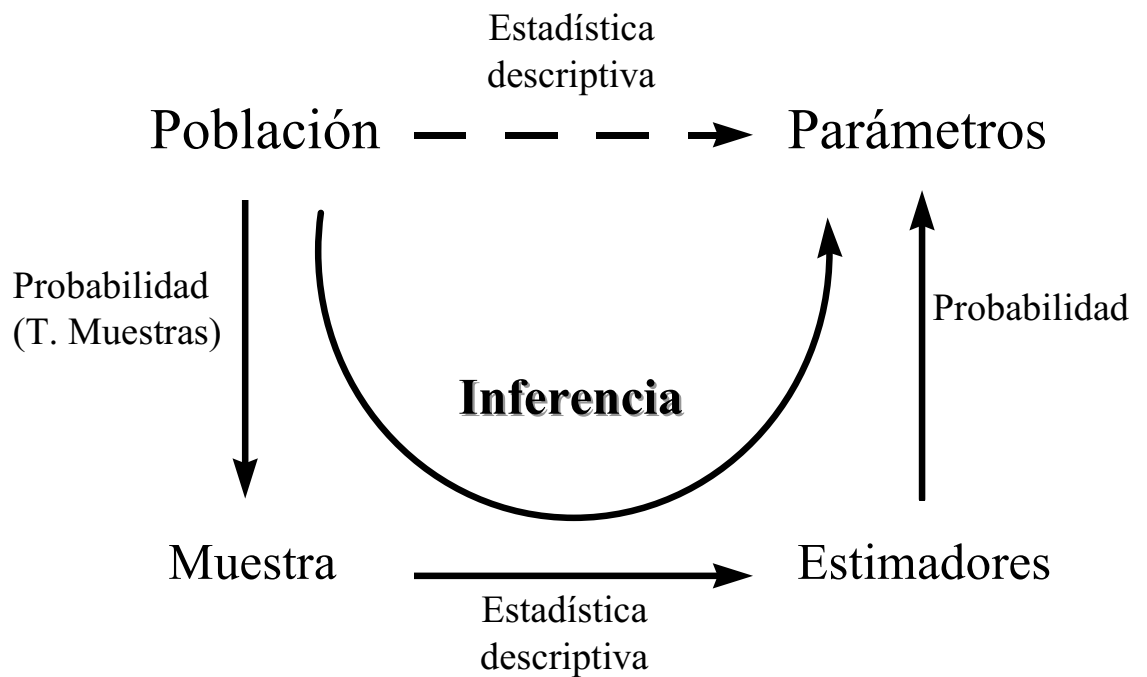 Estadística
descriptiva
Población
Parámetros
Probabilidad
(T. Muestras)
Probabilidad
Inferencia
Muestra
Estimadores
Estadística
descriptiva